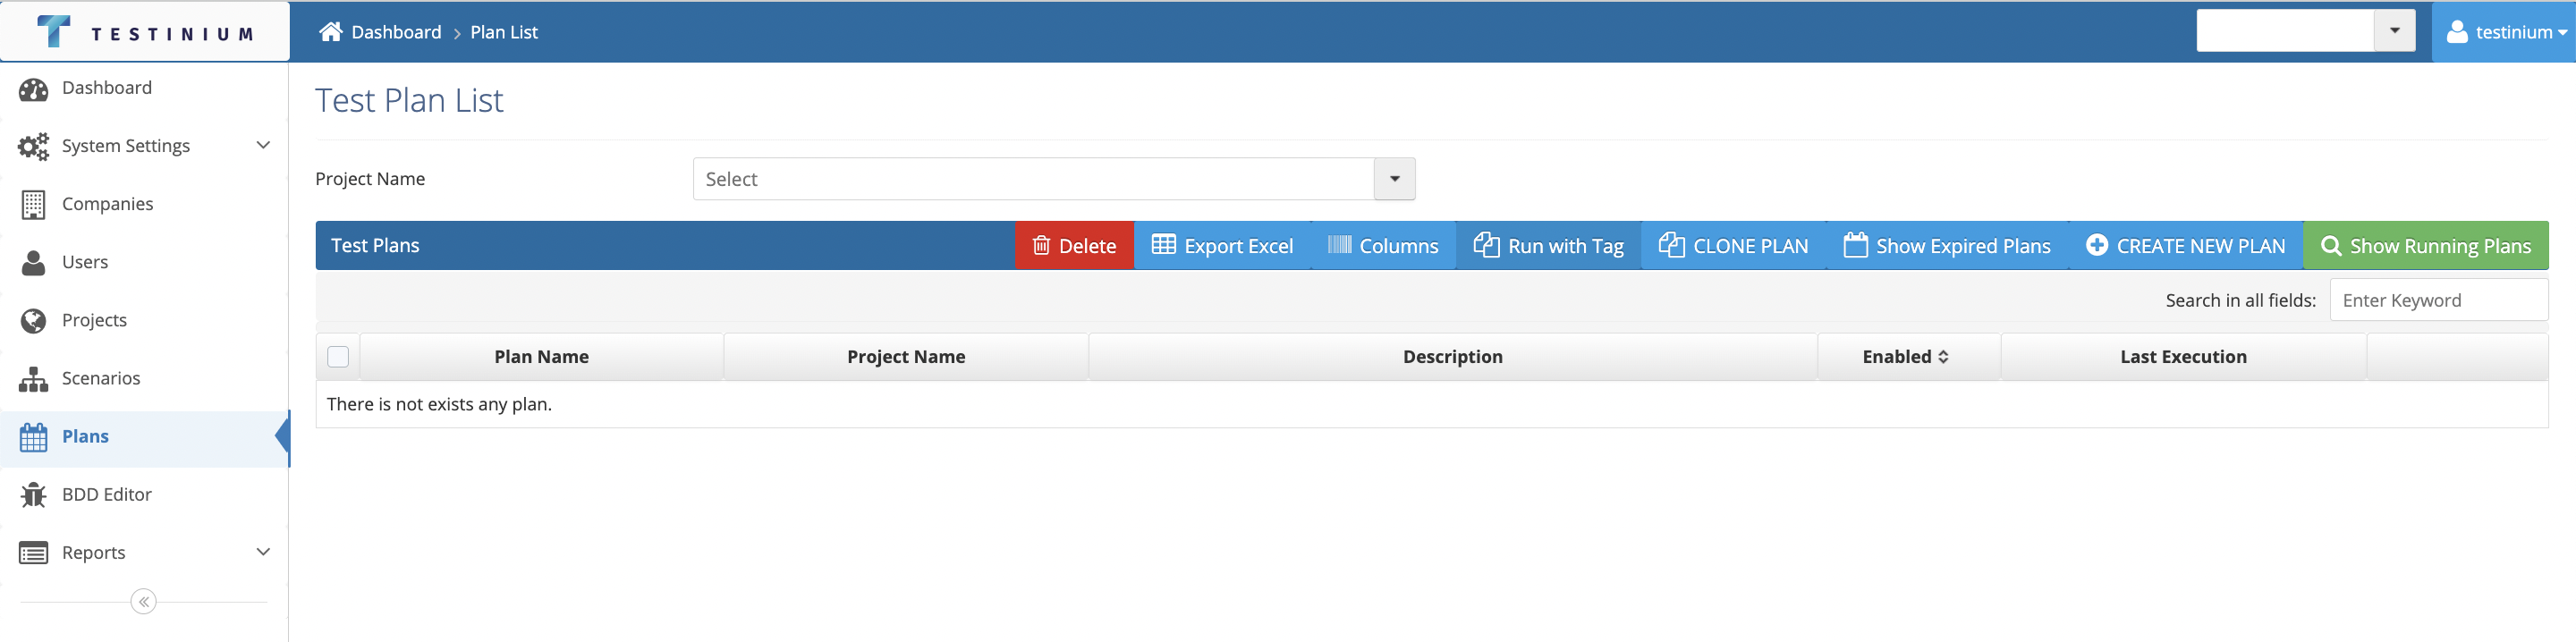 TESTINIUM
Dashboard > Plan List
testinium
Dashboard
System Settings
Companies
Users
Projects
Scenarios
Plans
BDD Editor
Reports
Test Plan List
Project Name Select
Test Plans Delete Export Excel Columns Run with Tag CLONE PLAN Show Expired Plans CREATE NEW PLAN Show Running Plans
Search in all fields: Enter Keyword
Plan Name Project Name Description Enabled Last Execution
There is not exists any plan.